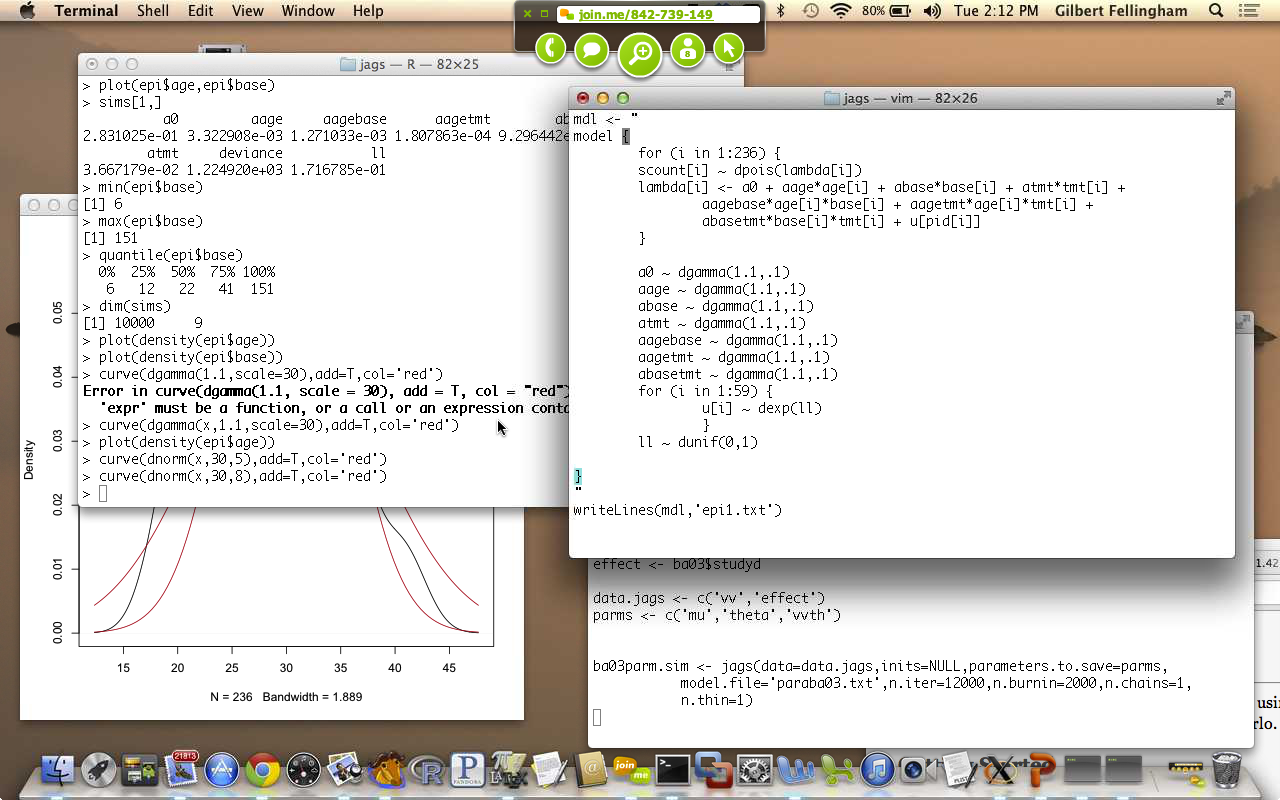 Terminal Shell Edit View Window Help
join.me/842-739-149
80% Tue 2:12 PM Gilbert Fellingham
jags — R — 82×25
> plot(epi$age,epi$base)
> sims[1,]
a0 aage aagebase aagetmt ab
2.831025e-01 3.322908e-03 1.271033e-03 1.807863e-04 9.296442e
atmt deviance ll
3.667179e-02 1.224920e+03 1.716785e-01
> min(epi$base)
[1] 6
> max(epi$base)
[1] 151
> quantile(epi$base)
0% 25% 50% 75% 100%
6 12 22 41 151
> dim(sims)
[1] 10000 9
> plot(density(epi$age))
> plot(density(epi$base))
> curve(dgamma(1.1,scale=30),add=T,col='red')
Error in curve(dgamma(1.1, scale = 30), add = T, col = "red")
'expr' must be a function, or a call or an expression conta
> curve(dgamma(x,1.1,scale=30),add=T,col='red')
> plot(density(epi$age))
> curve(dnorm(x,30,5),add=T,col='red')
> curve(dnorm(x,30,8),add=T,col='red')
>
jags — vim — 82×26
mdl <- "
model {
for (i in 1:236) {
scount[i] ~ dpois(lambda[i])
lambda[i] <- a0 + aage*age[i] + abase*base[i] + atmt*tmt[i] +
aagebase*age[i]*base[i] + aagetmt*age[i]*tmt[i] +
abasetmt*base[i]*tmt[i] + u[pid[i]]
}
a0 ~ dgamma(1.1,.1)
aage ~ dgamma(1.1,.1)
abase ~ dgamma(1.1,.1)
atmt ~ dgamma(1.1,.1)
aagebase ~ dgamma(1.1,.1)
aagetmt ~ dgamma(1.1,.1)
abasetmt ~ dgamma(1.1,.1)
for (i in 1:59) {
u[i] ~ dexp(ll)
}
ll ~ dunif(0,1)
}
"
writeLines(mdl,'epi1.txt')
effect <- ba03$studyd
data.jags <- c('vv','effect')
parms <- c('mu','theta','vvth')
ba03parm.sim <- jags(data=data.jags,inits=NULL,parameters.to.save=parms,
model.file='paraba03.txt',n.iter=12000,n.burnin=2000,n.chains=1,
n.thin=1)
1.42
usin
rlo.
Density
0.00 0.01 0.02 0.03 0.04 0.05
15 20 25 30 35 40 45
N = 236 Bandwidth = 1.889
21813
PANDORA
join me
PLIST